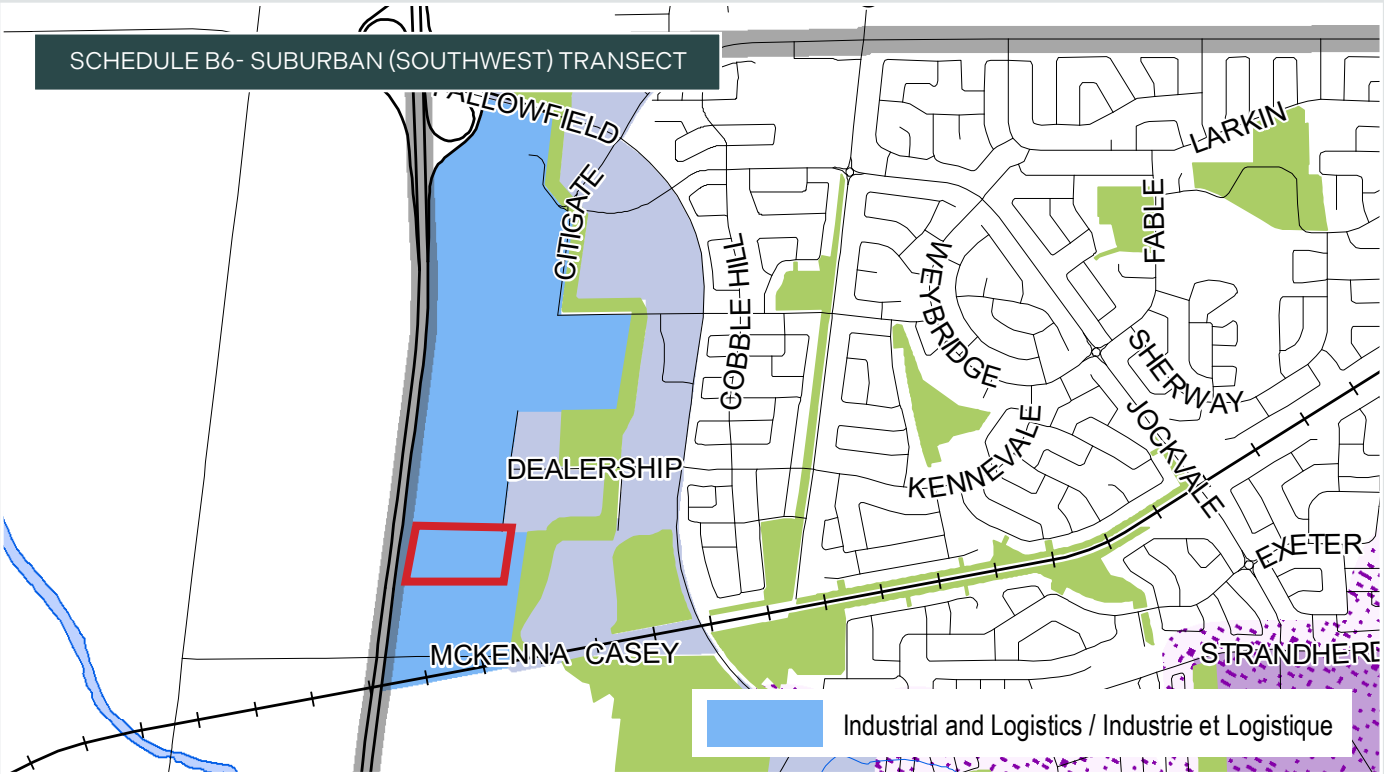 SCHEDULE B6- SUBURBAN (SOUTHWEST) TRANSECT
FALLOWFIELD
LARKIN
CITIGATE
FABLE
COBBLE HILL
WEYBRIDGE
SHERWAY
JOCKVALE
KENNEVALE
DEALERSHIP
EXETER
MCKENNA CASEY
STRANDHERD
Industrial and Logistics / Industrie et Logistique